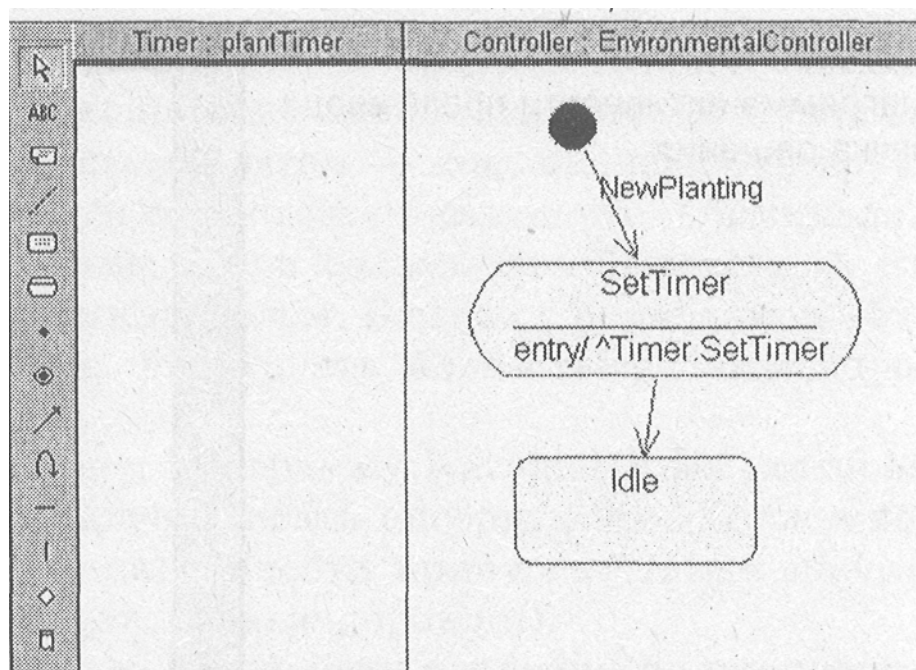 Timer : plantTimer
Controller : EnvironmentalController
ABC
NewPlanting
SetTimer
entry/ ^Timer.SetTimer
Idle